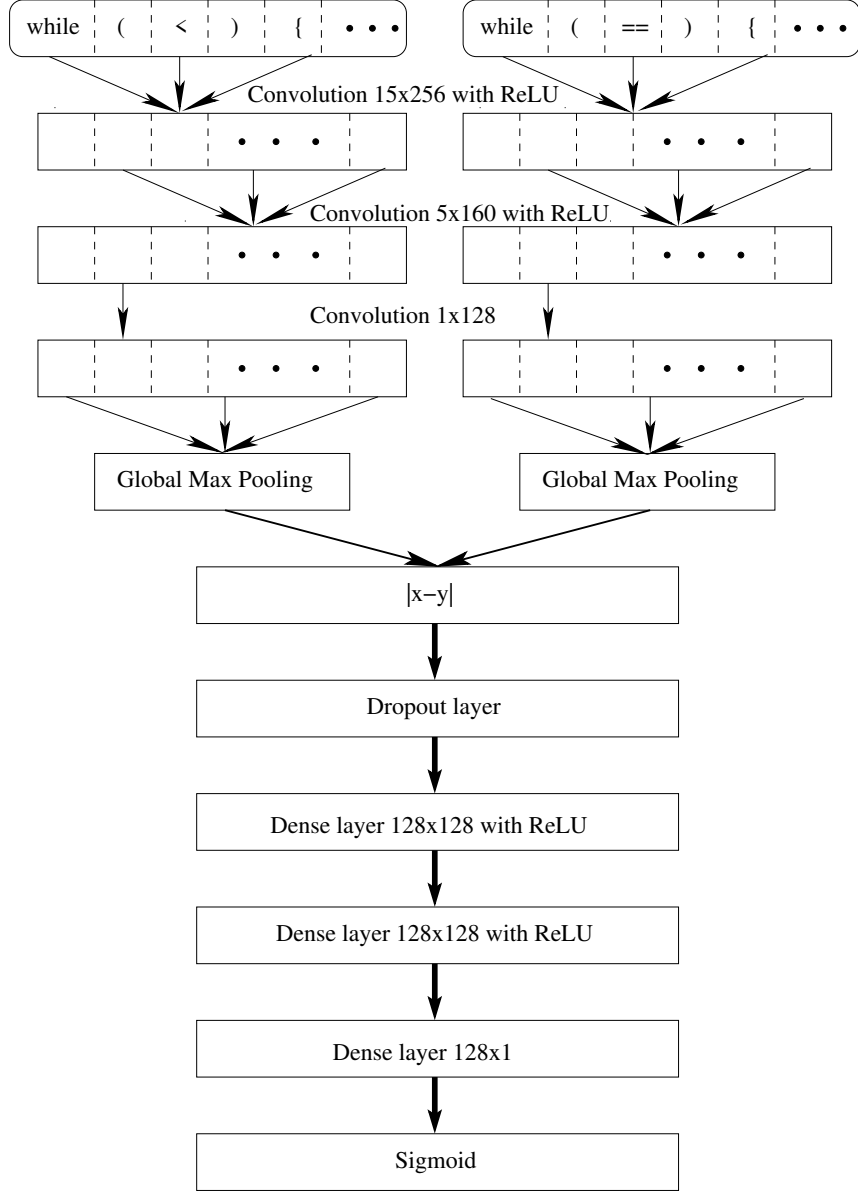 while ( < ) { • • • while ( == ) { • • •
Convolution 15x256 with ReLU
• • • • • •
Convolution 5x160 with ReLU
• • • • • •
Convolution 1x128
• • • • • •
Global Max Pooling Global Max Pooling
|x−y|
Dropout layer
Dense layer 128x128 with ReLU
Dense layer 128x128 with ReLU
Dense layer 128x1
Sigmoid